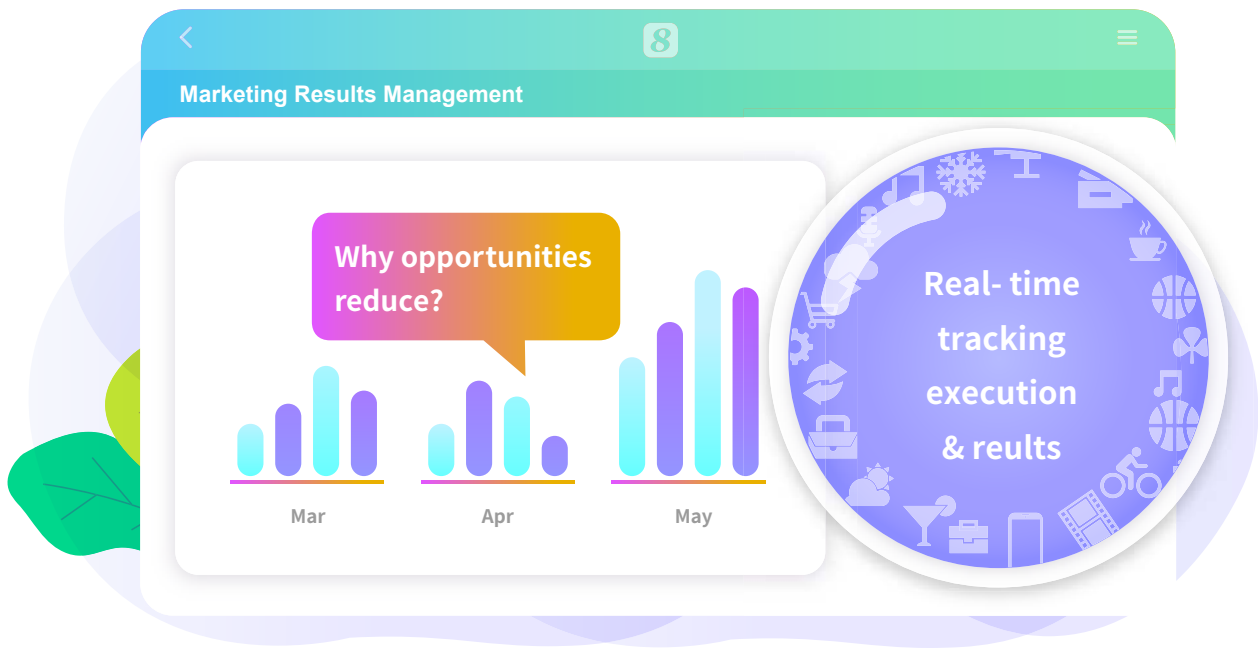 8
Marketing Results Management
Why opportunities
reduce?
Mar
Apr
May
Real- time
tracking
execution
& reults